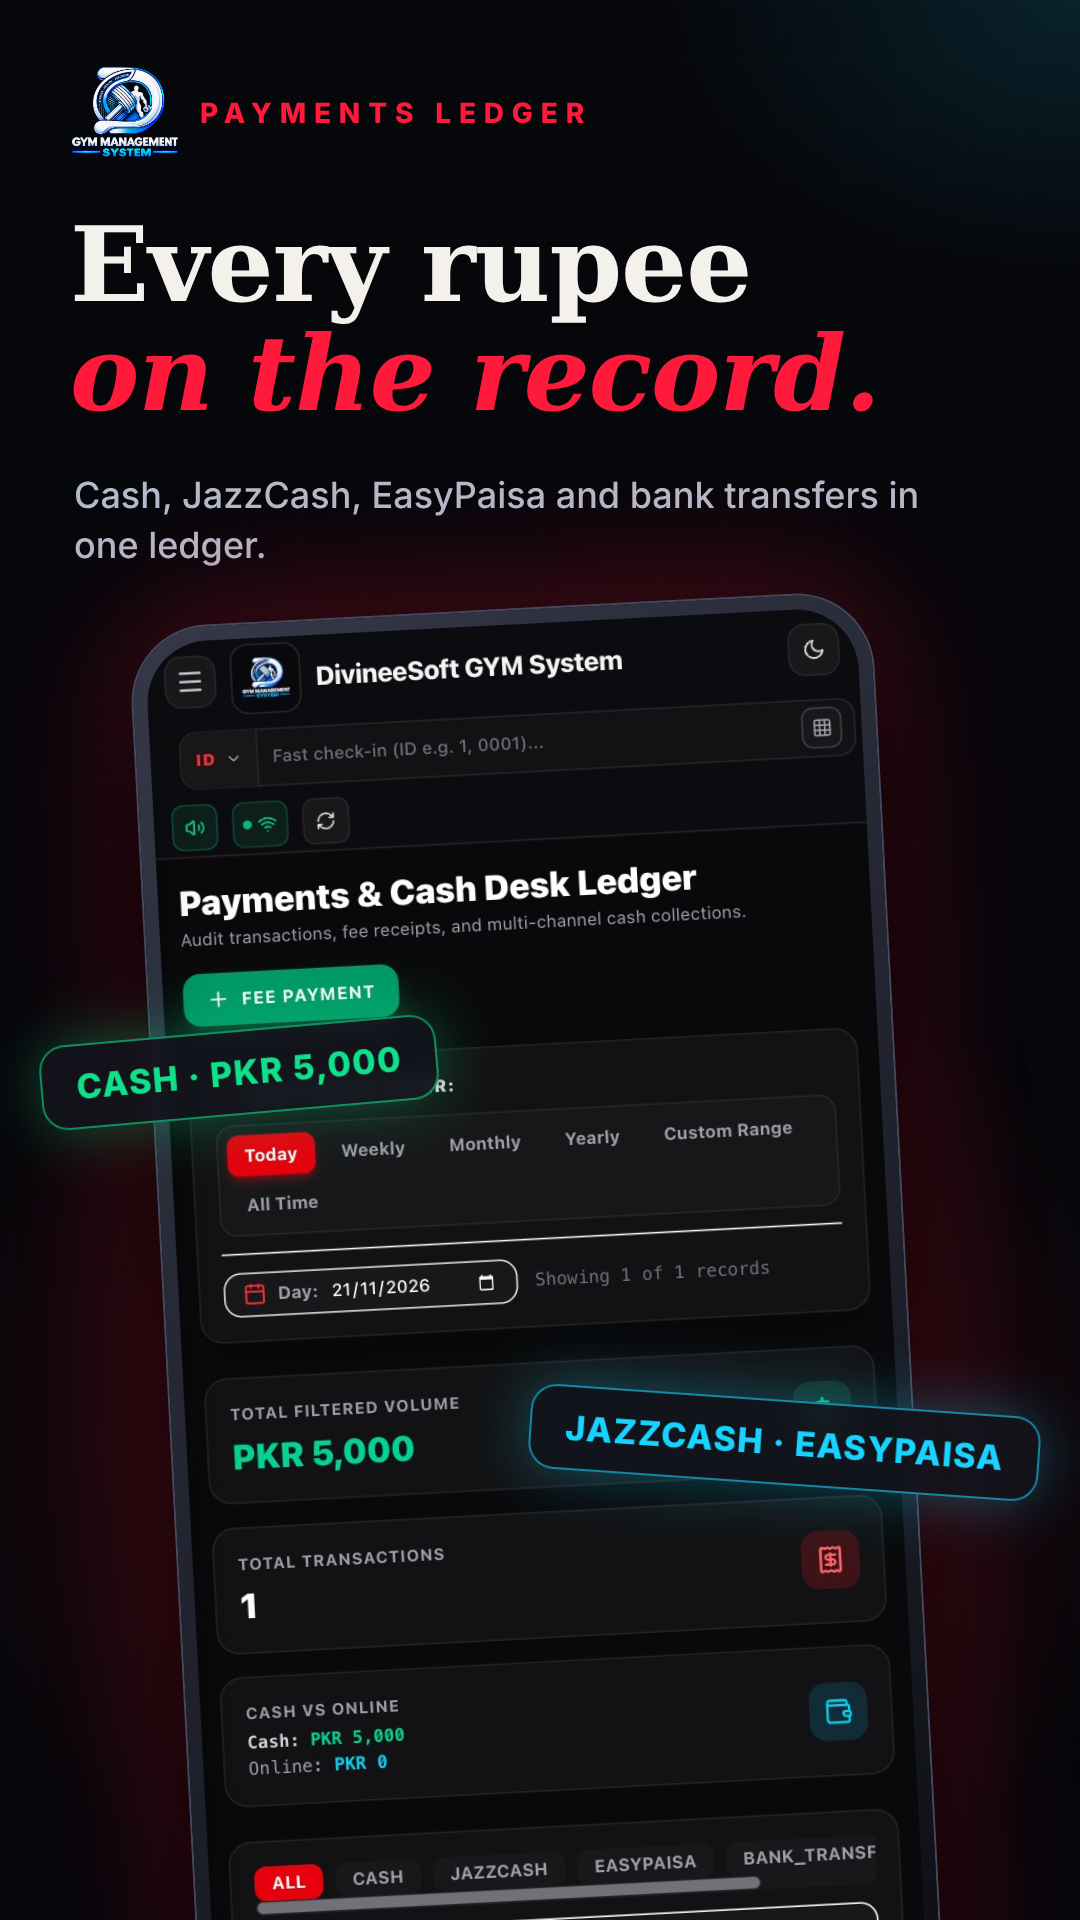 GYM MANAGEMENT
SYSTEM
PAYMENTS LEDGER
Every rupee
on the record.
Cash, JazzCash, EasyPaisa and bank transfers in
one ledger.
GYM MANAGEMENT
SYSTEM
DivineeSoft GYM System
ID
Fast check-in (ID e.g. 1, 0001)...
Payments & Cash Desk Ledger
Audit transactions, fee receipts, and multi-channel cash collections.
+ FEE PAYMENT
CASH · PKR 5,000
R:
Today Weekly Monthly Yearly Custom Range
All Time
Day: 21/11/2026 Showing 1 of 1 records
TOTAL FILTERED VOLUME
PKR 5,000
JAZZCASH · EASYPAISA
TOTAL TRANSACTIONS
1
CASH VS ONLINE
Cash: PKR 5,000
Online: PKR 0
ALL CASH JAZZCASH EASYPAISA BANK_TRANSF